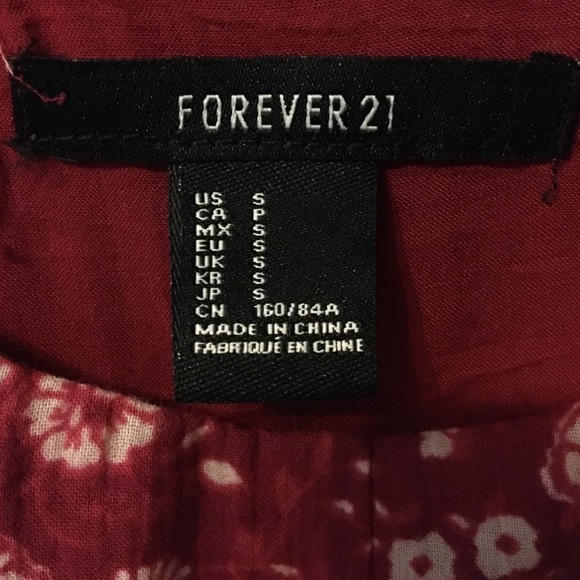 FOREVER 21
US S
CA P
MX S
EU S
UK S
KR S
JP S
CN 160/84A
MADE IN CHINA
FABRIQUÉ EN CHINE